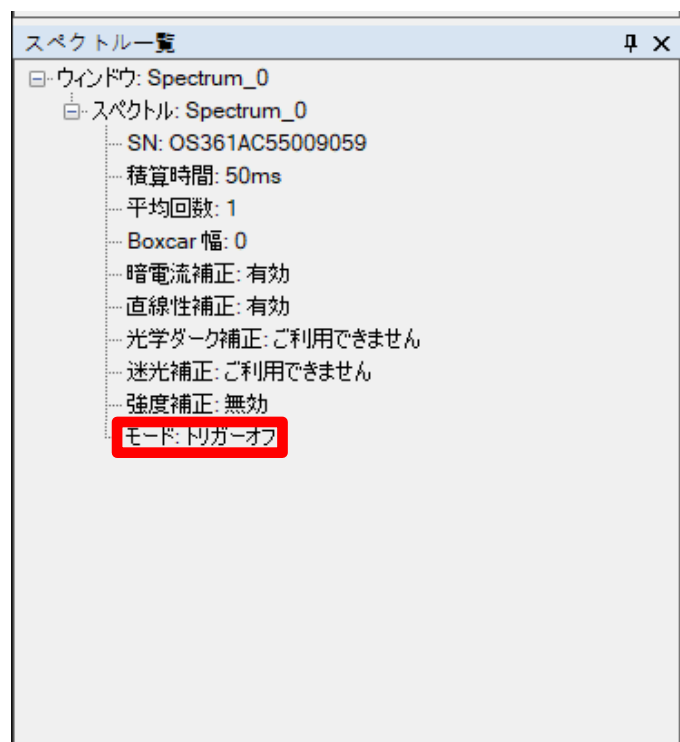 スペクトル一覧
ウィンドウ: Spectrum_0
スペクトル: Spectrum_0
SN: OS361AC55009059
積算時間: 50ms
平均回数: 1
Boxcar 幅: 0
暗電流補正: 有効
直線性補正: 有効
光学ダーク補正: ご利用できません
迷光補正: ご利用できません
強度補正: 無効
モード: トリガーオフ